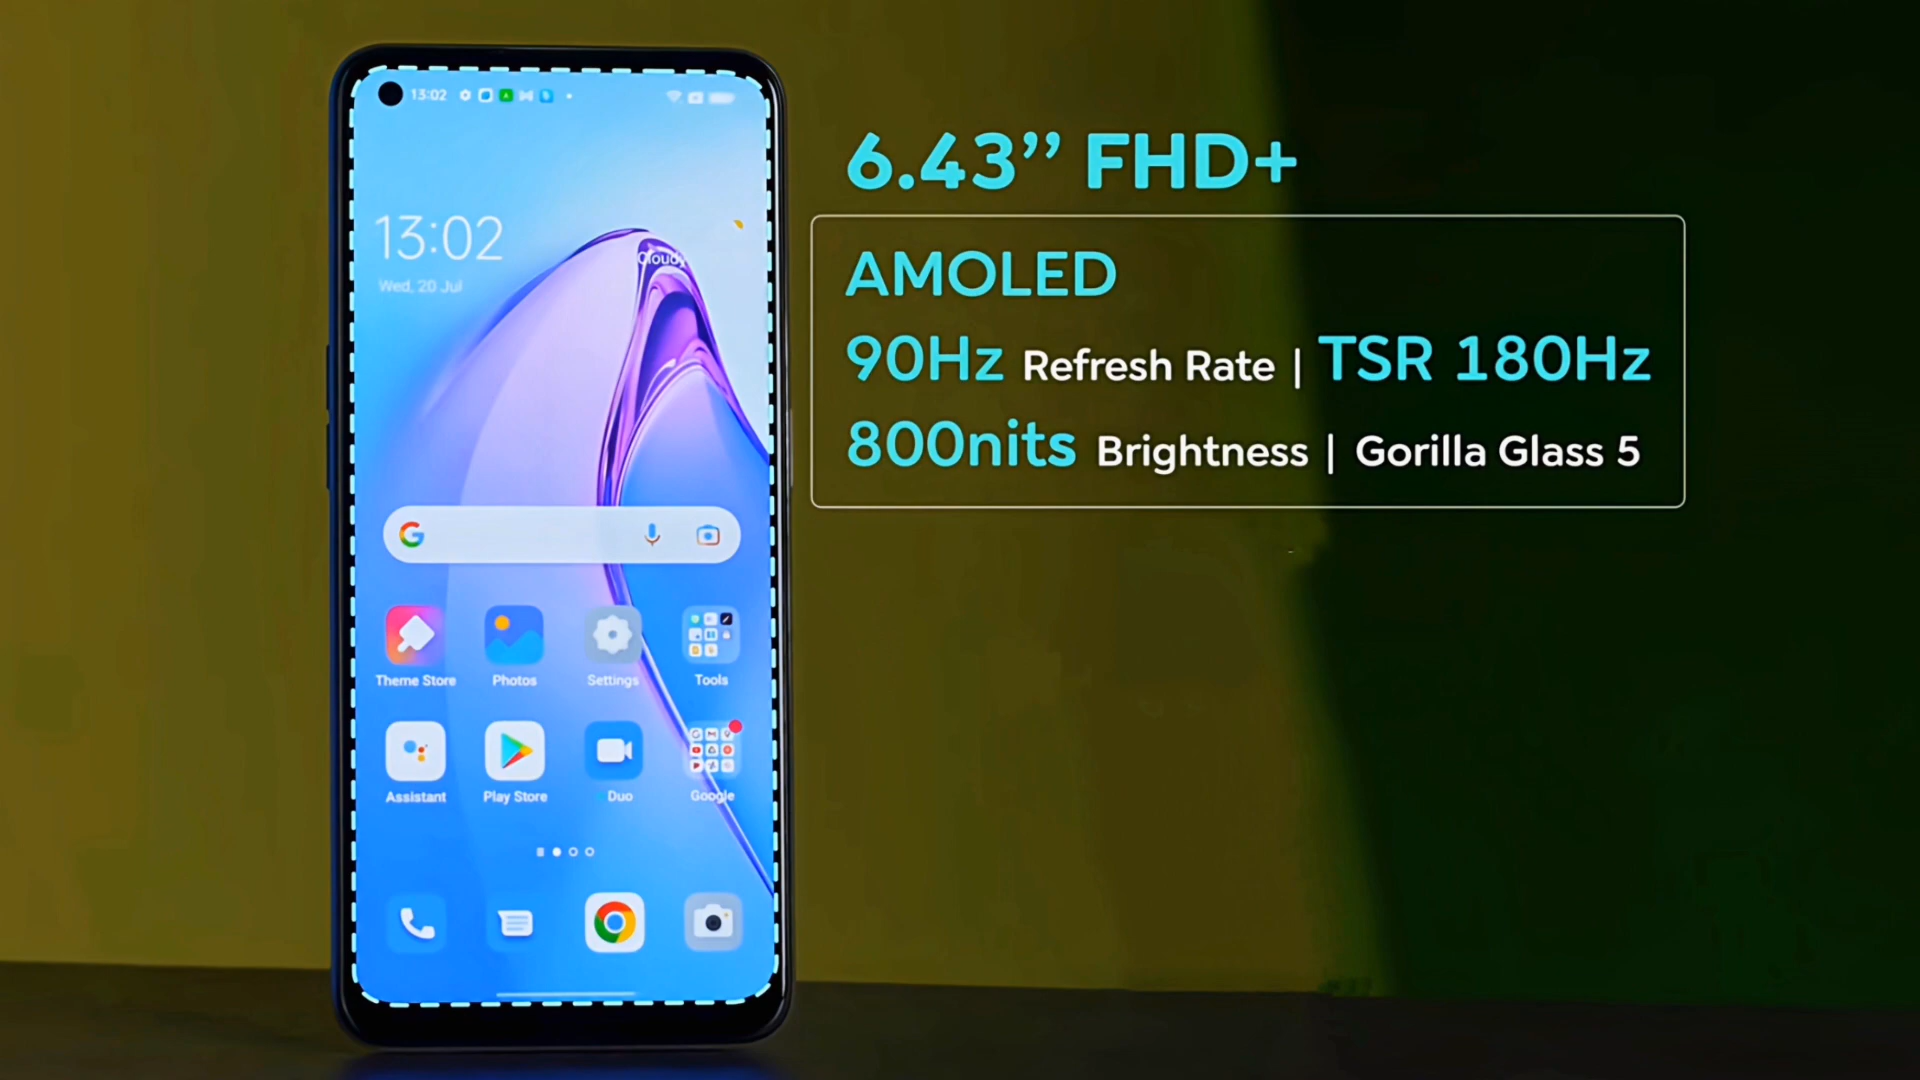 13:02
13:02
Wed, 20 Jul
Cloudy
Theme Store Photos Settings Tools
Assistant Play Store Duo Google
6.43” FHD+
AMOLED
90Hz Refresh Rate | TSR 180Hz
800nits Brightness | Gorilla Glass 5